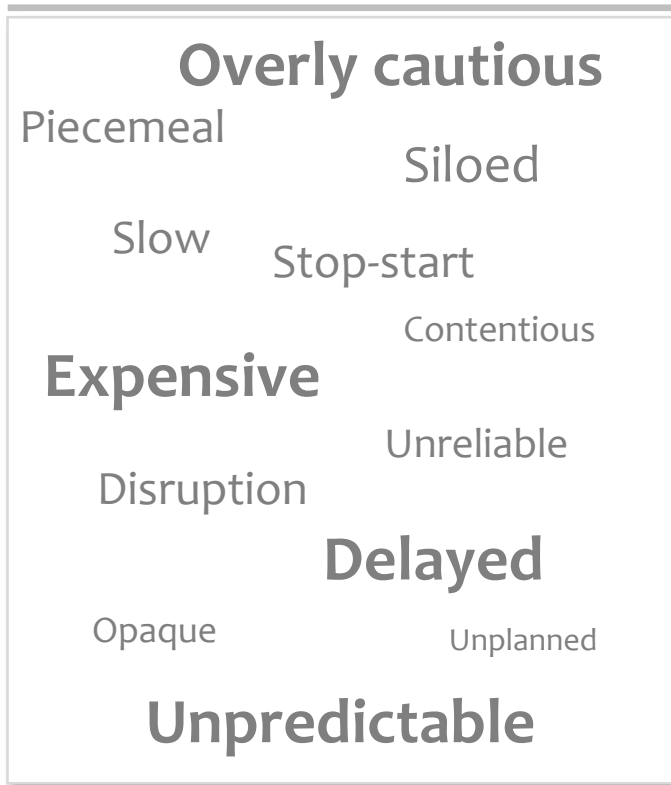 Overly cautious
Piecemeal
Siloed
Slow
Stop-start
Contentious
Expensive
Unreliable
Disruption
Delayed
Opaque
Unplanned
Unpredictable